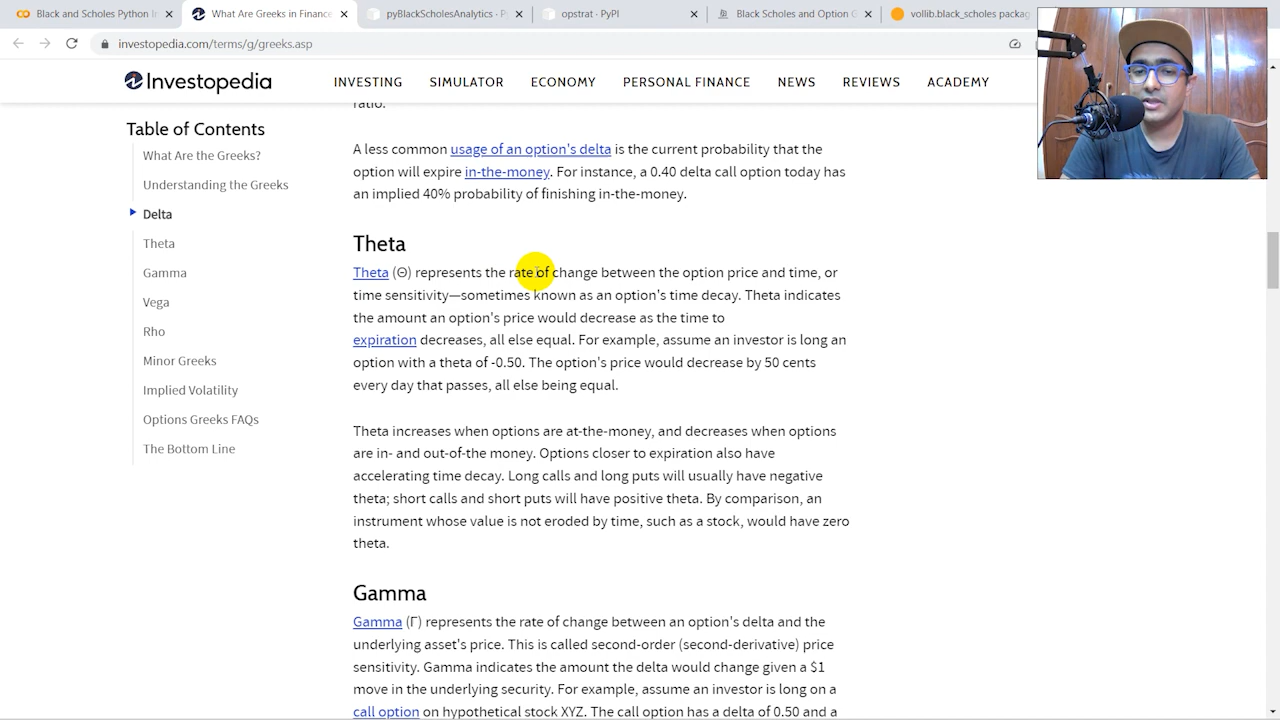 Black and Scholes Python In
What Are Greeks in Finance
pyBlackScholesAnalytics · P
opstrat · PyPI
Black Scholes and Option G
vollib.black_scholes packag
investopedia.com/terms/g/greeks.asp
Investopedia
INVESTING
SIMULATOR
ECONOMY
PERSONAL FINANCE
NEWS
REVIEWS
ACADEMY
Table of Contents
What Are the Greeks?
Understanding the Greeks
Delta
Theta
Gamma
Vega
Rho
Minor Greeks
Implied Volatility
Options Greeks FAQs
The Bottom Line
ratio.
A less common usage of an option's delta is the current probability that the
option will expire in-the-money. For instance, a 0.40 delta call option today has
an implied 40% probability of finishing in-the-money.
Theta
Theta (Θ) represents the rate of change between the option price and time, or
time sensitivity—sometimes known as an option's time decay. Theta indicates
the amount an option's price would decrease as the time to
expiration decreases, all else equal. For example, assume an investor is long an
option with a theta of -0.50. The option's price would decrease by 50 cents
every day that passes, all else being equal.
Theta increases when options are at-the-money, and decreases when options
are in- and out-of-the money. Options closer to expiration also have
accelerating time decay. Long calls and long puts will usually have negative
theta; short calls and short puts will have positive theta. By comparison, an
instrument whose value is not eroded by time, such as a stock, would have zero
theta.
Gamma
Gamma (Γ) represents the rate of change between an option's delta and the
underlying asset's price. This is called second-order (second-derivative) price
sensitivity. Gamma indicates the amount the delta would change given a $1
move in the underlying security. For example, assume an investor is long on a
call option on hypothetical stock XYZ. The call option has a delta of 0.50 and a